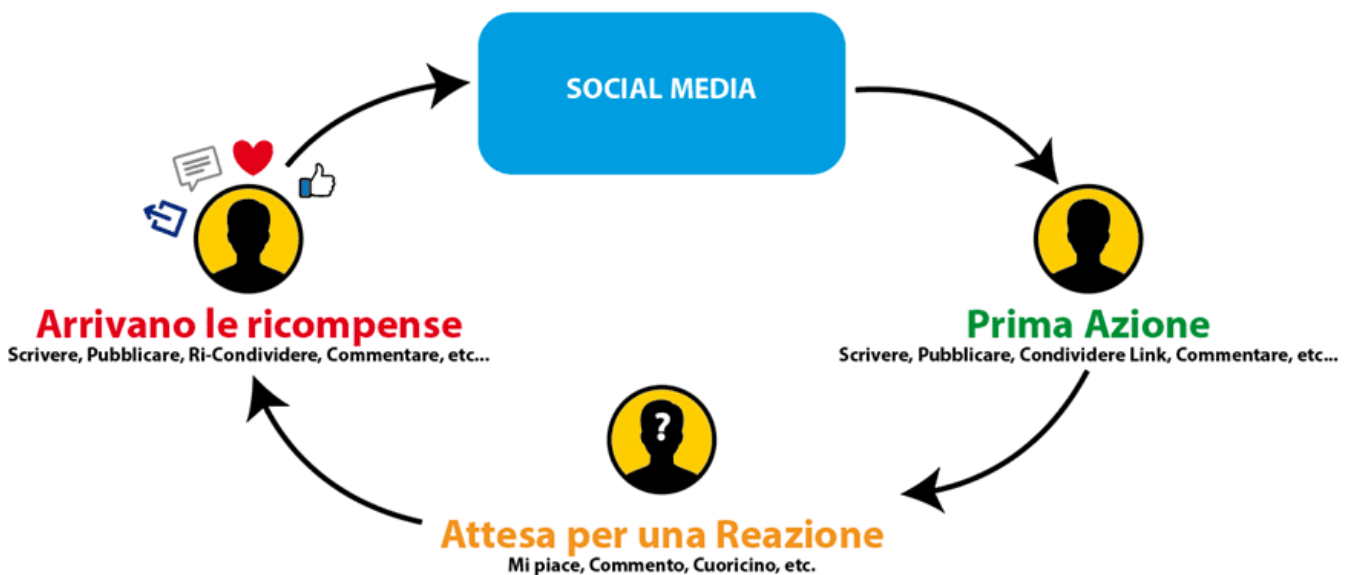 SOCIAL MEDIA
Arrivano le ricompense
Scrivere, Pubblicare, Ri-Condividere, Commentare, etc...
Prima Azione
Scrivere, Pubblicare, Condividere Link, Commentare, etc...
?
Attesa per una Reazione
Mi piace, Commento, Cuoricino, etc.